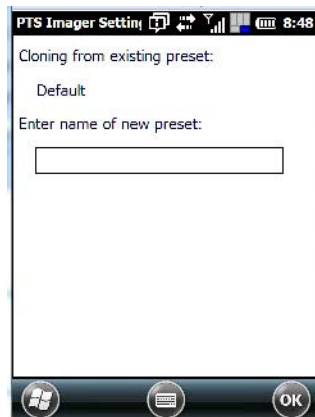 PTS Imager Settin 8:48
Cloning from existing preset:
Default
Enter name of new preset:
OK